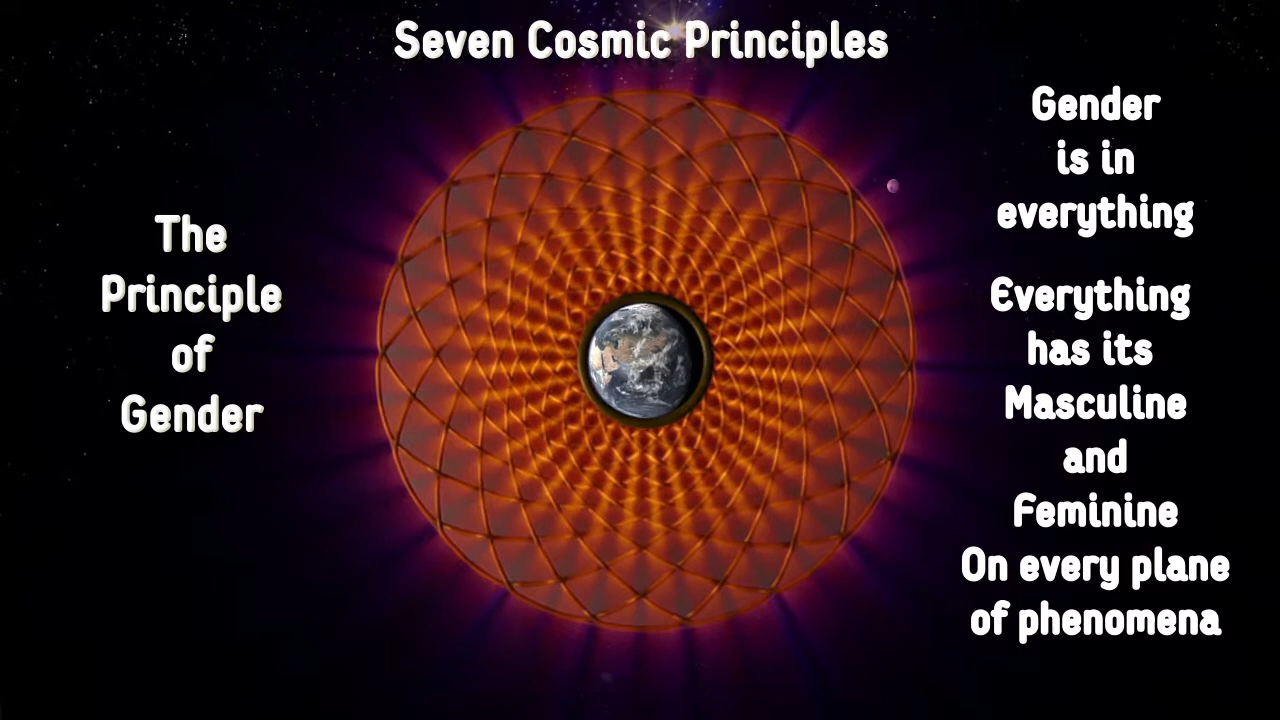 Seven Cosmic Principles
The
Principle
of
Gender
Gender
is in
everything
Everything
has its
Masculine
and
Feminine
On every plane
of phenomena